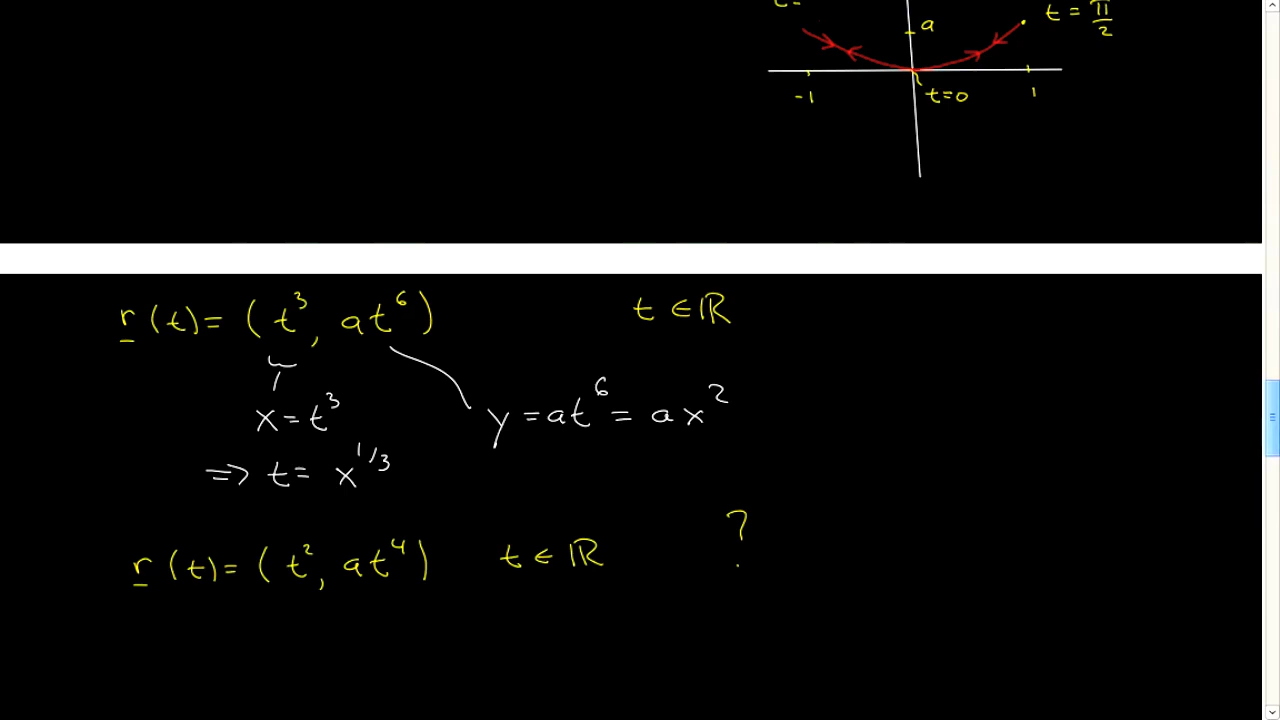 t=
t = π/2
a
-1
t=0
1
r(t) = (t³, at⁶) t ∈ ℝ
x = t³
y = at⁶ = ax²
⇒ t = x^{1/3}
r(t) = (t², at⁴) t ∈ ℝ ?